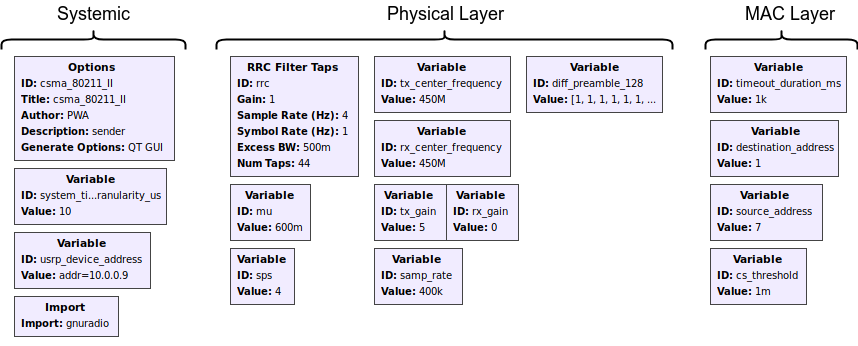 Systemic
Options
ID: csma_80211_II
Title: csma_80211_II
Author: PWA
Description: sender
Generate Options: QT GUI
Variable
ID: system_ti...ranularity_us
Value: 10
Variable
ID: usrp_device_address
Value: addr=10.0.0.9
Import
Import: gnuradio
Physical Layer
RRC Filter Taps
ID: rrc
Gain: 1
Sample Rate (Hz): 4
Symbol Rate (Hz): 1
Excess BW: 500m
Num Taps: 44
Variable
ID: mu
Value: 600m
Variable
ID: sps
Value: 4
Variable
ID: tx_center_frequency
Value: 450M
Variable
ID: rx_center_frequency
Value: 450M
Variable
ID: tx_gain
Value: 5
Variable
ID: rx_gain
Value: 0
Variable
ID: samp_rate
Value: 400k
Variable
ID: diff_preamble_128
Value: [1, 1, 1, 1, 1, 1, ...
MAC Layer
Variable
ID: timeout_duration_ms
Value: 1k
Variable
ID: destination_address
Value: 1
Variable
ID: source_address
Value: 7
Variable
ID: cs_threshold
Value: 1m